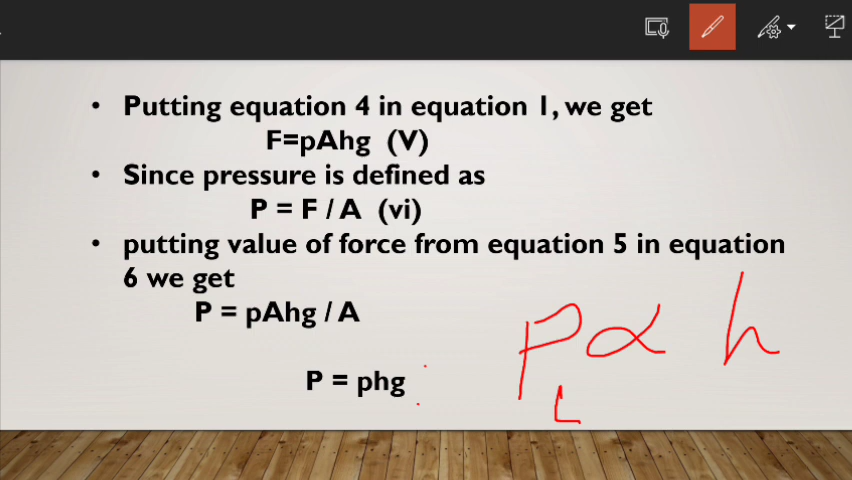 • Putting equation 4 in equation 1, we get
F=pAhg (V)
• Since pressure is defined as
P = F / A (vi)
• putting value of force from equation 5 in equation
6 we get
P = pAhg / A
P ∝ h
P = phg
L